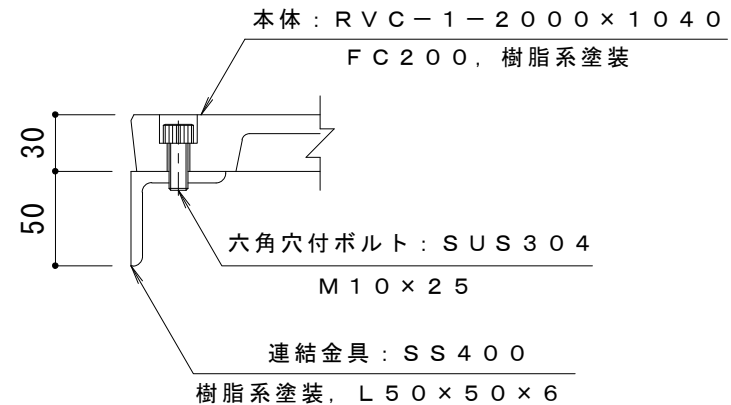 本体：ＲＶＣ－１－２０００×１０４０
ＦＣ２００，樹脂系塗装
30
50
六角穴付ボルト：ＳＵＳ３０４
Ｍ１０×２５
連結金具：ＳＳ４００
樹脂系塗装，Ｌ５０×５０×６